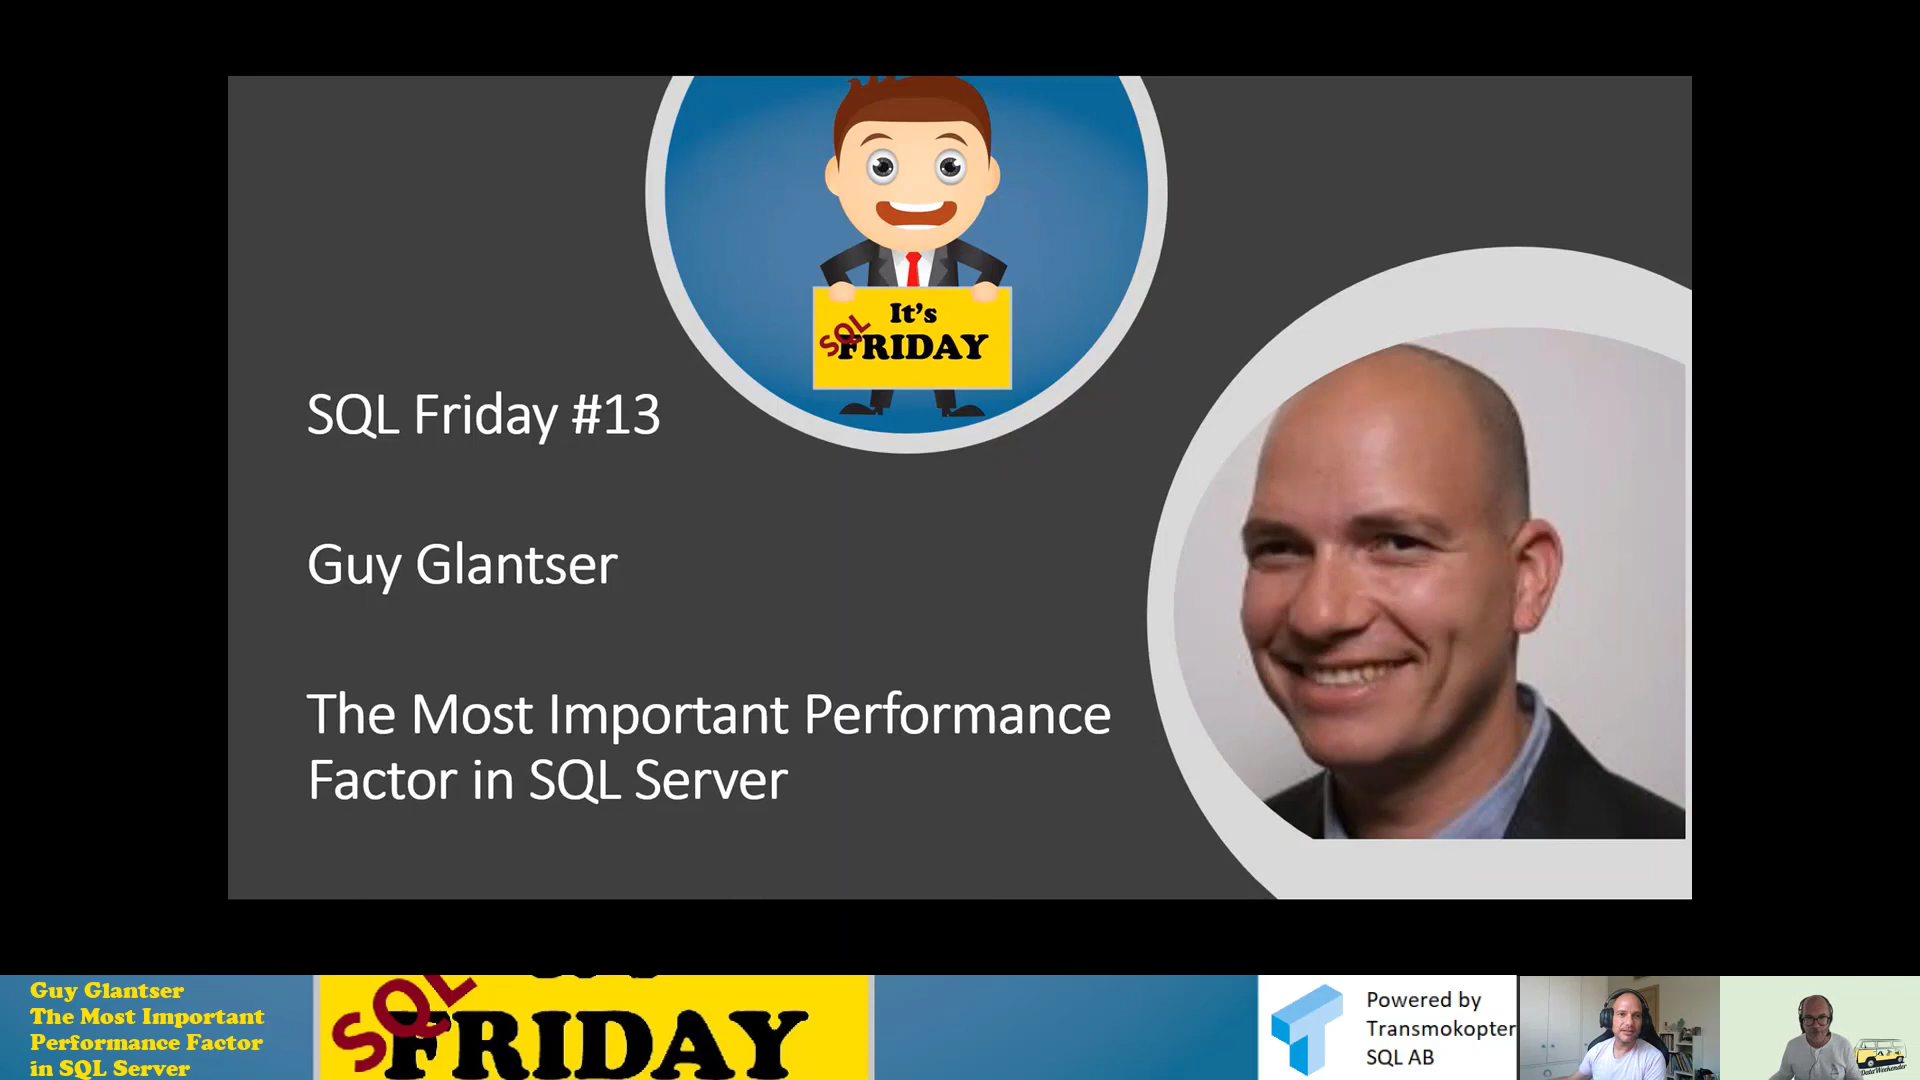 It's
SQL
FRIDAY
SQL Friday #13
Guy Glantser
The Most Important Performance
Factor in SQL Server
Guy Glantser
The Most Important
Performance Factor
in SQL Server
SQL
FRIDAY
Powered by
Transmokopter
SQL AB
DataWeekender